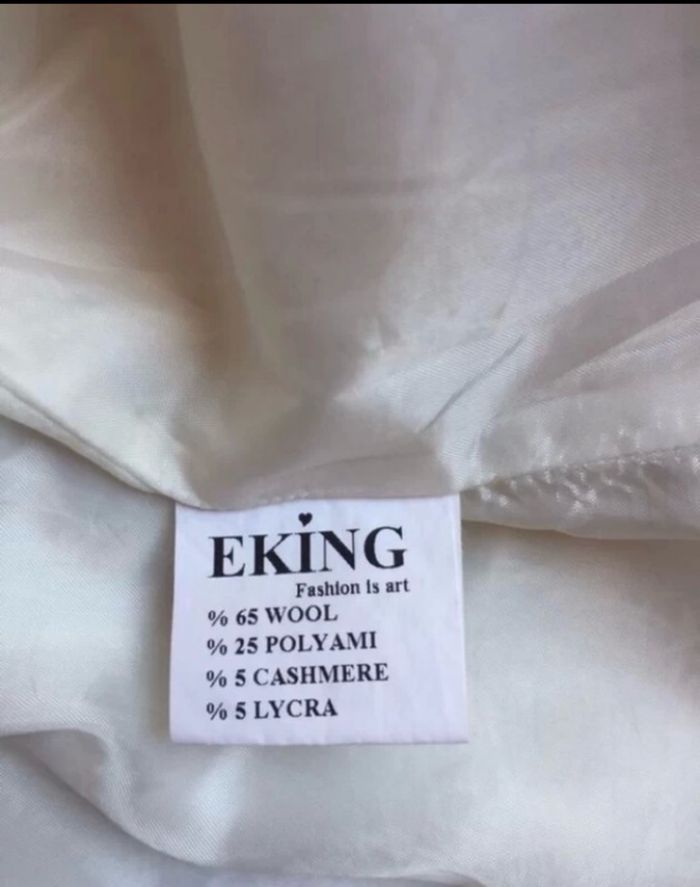 EKİNG
Fashion is art
% 65 WOOL
% 25 POLYAMI
% 5 CASHMERE
% 5 LYCRA